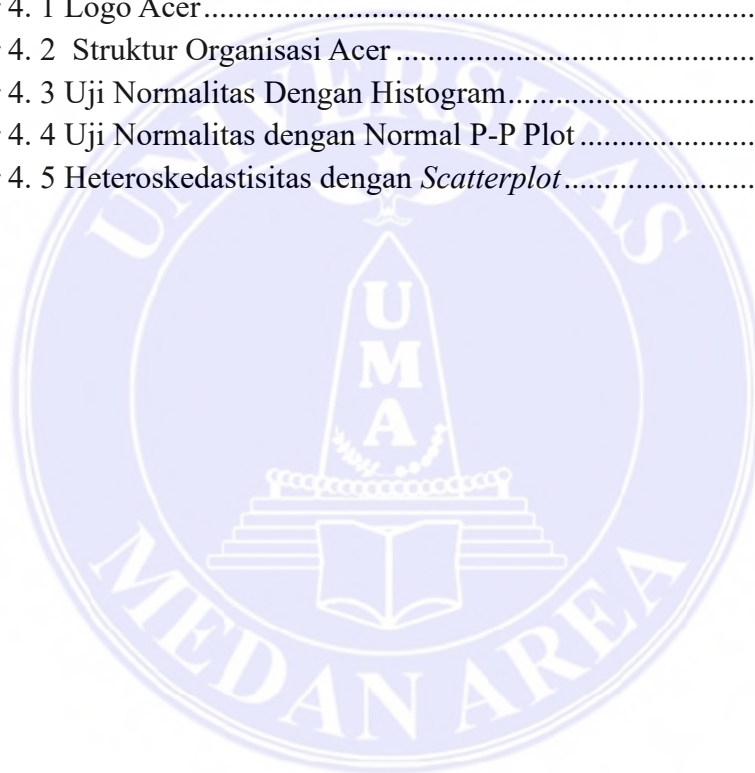 4. 1 Logo Acer........................................................................
4. 2  Struktur Organisasi Acer ..............................................
4. 3 Uji Normalitas Dengan Histogram................................
4. 4 Uji Normalitas dengan Normal P-P Plot ......................
4. 5 Heteroskedastisitas dengan Scatterplot.........................
UNIVERSITAS
U
M
A
MEDAN AREA